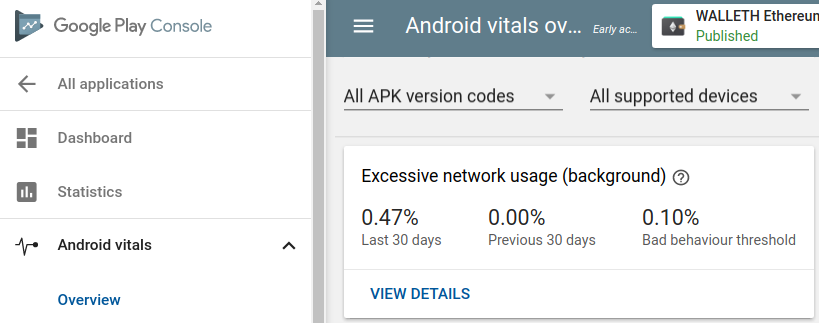 Google Play Console
All applications
Dashboard
Statistics
Android vitals
Overview
Android vitals ov... Early ac...
WALLETH Ethereun
Published
All APK version codes All supported devices
Excessive network usage (background) ?
0.47% 0.00% 0.10%
Last 30 days Previous 30 days Bad behaviour threshold
VIEW DETAILS